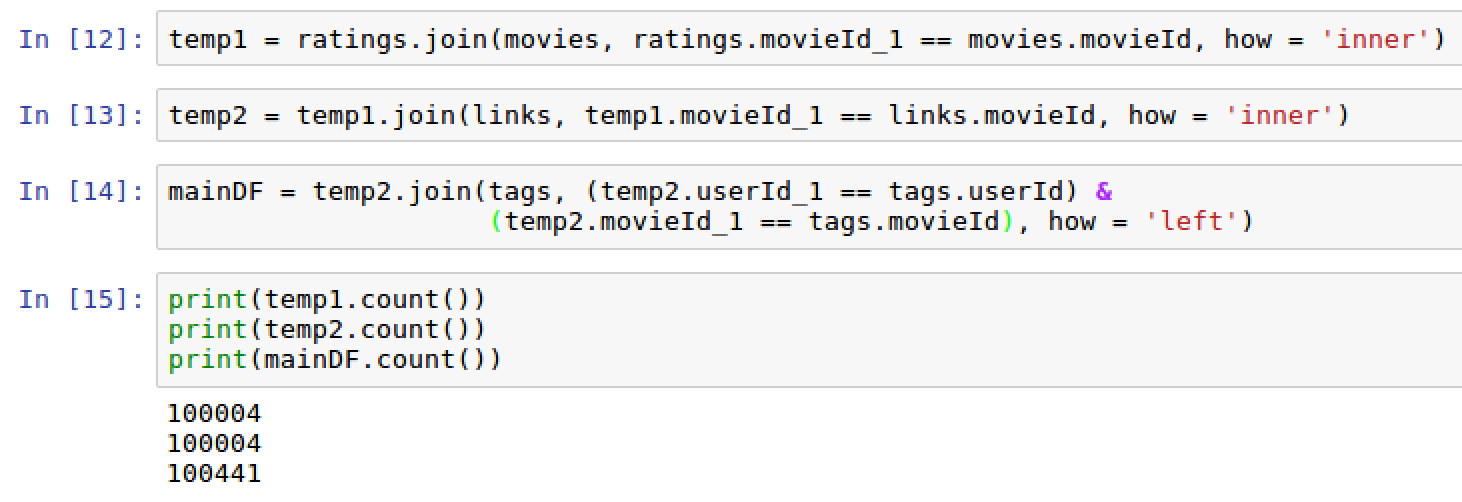 In [12]: temp1 = ratings.join(movies, ratings.movieId_1 == movies.movieId, how = 'inner')
In [13]: temp2 = temp1.join(links, temp1.movieId_1 == links.movieId, how = 'inner')
In [14]: mainDF = temp2.join(tags, (temp2.userId_1 == tags.userId) &
(temp2.movieId_1 == tags.movieId), how = 'left')
In [15]: print(temp1.count())
print(temp2.count())
print(mainDF.count())
100004
100004
100441